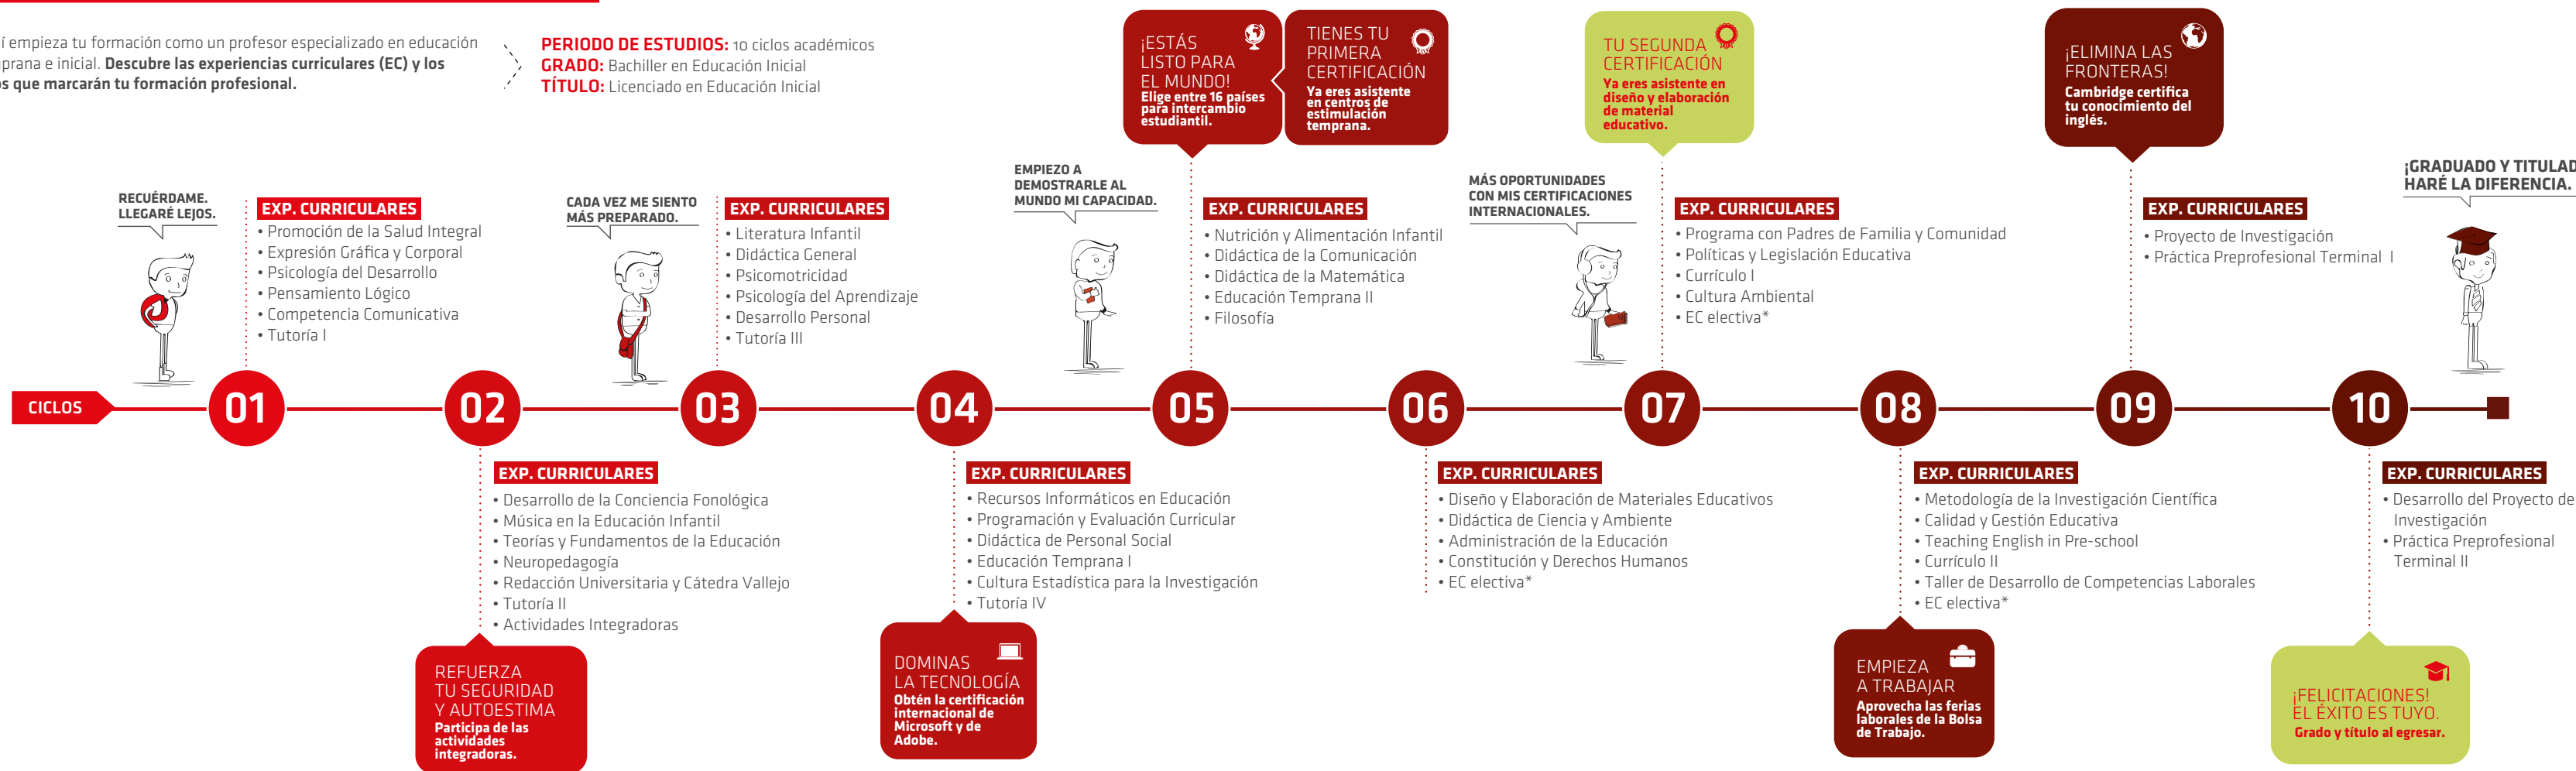 empieza tu formación como un profesor especializado en educación
e inicial. Descubre las experiencias curriculares (EC) y los
que marcarán tu formación profesional.
PERIODO DE ESTUDIOS: 10 ciclos académicos
GRADO: Bachiller en Educación Inicial
TÍTULO: Licenciado en Educación Inicial
¡ESTÁS
LISTO PARA
EL MUNDO!
Elige entre 16 países
para intercambio
estudiantil.
TIENES TU
PRIMERA
CERTIFICACIÓN
Ya eres asistente
en centros de
estimulación
temprana.
TU SEGUNDA
CERTIFICACIÓN
Ya eres asistente en
diseño y elaboración
de material
educativo.
¡ELIMINA LAS
FRONTERAS!
Cambridge certifica
tu conocimiento del
inglés.
RECUÉRDAME.
LLEGARÉ LEJOS.
EXP. CURRICULARES
• Promoción de la Salud Integral
• Expresión Gráfica y Corporal
• Psicología del Desarrollo
• Pensamiento Lógico
• Competencia Comunicativa
• Tutoría I
CADA VEZ ME SIENTO
MÁS PREPARADO.
EXP. CURRICULARES
• Literatura Infantil
• Didáctica General
• Psicomotricidad
• Psicología del Aprendizaje
• Desarrollo Personal
• Tutoría III
EMPIEZO A
DEMOSTRARLE AL
MUNDO MI CAPACIDAD.
EXP. CURRICULARES
• Nutrición y Alimentación Infantil
• Didáctica de la Comunicación
• Didáctica de la Matemática
• Educación Temprana II
• Filosofía
MÁS OPORTUNIDADES
CON MIS CERTIFICACIONES
INTERNACIONALES.
EXP. CURRICULARES
• Programa con Padres de Familia y Comunidad
• Políticas y Legislación Educativa
• Currículo I
• Cultura Ambiental
• EC electiva*
EXP. CURRICULARES
• Proyecto de Investigación
• Práctica Preprofesional Terminal I
¡GRADUADO Y
HARÉ LA DIFERENCIA.
CICLOS
01
02
03
04
05
06
07
08
09
10
EXP. CURRICULARES
• Desarrollo de la Conciencia Fonológica
• Música en la Educación Infantil
• Teorías y Fundamentos de la Educación
• Neuropedagogía
• Redacción Universitaria y Cátedra Vallejo
• Tutoría II
• Actividades Integradoras
REFUERZA
TU SEGURIDAD
Y AUTOESTIMA
Participa de las
actividades
integradoras.
EXP. CURRICULARES
• Recursos Informáticos en Educación
• Programación y Evaluación Curricular
• Didáctica de Personal Social
• Educación Temprana I
• Cultura Estadística para la Investigación
• Tutoría IV
DOMINAS
LA TECNOLOGÍA
Obtén la certificación
internacional de
Microsoft y de
Adobe.
EXP. CURRICULARES
• Diseño y Elaboración de Materiales Educativos
• Didáctica de Ciencia y Ambiente
• Administración de la Educación
• Constitución y Derechos Humanos
• EC electiva*
EXP. CURRICULARES
• Metodología de la Investigación Científica
• Calidad y Gestión Educativa
• Teaching English in Pre-school
• Currículo II
• Taller de Desarrollo de Competencias Laborales
• EC electiva*
EMPIEZA
A TRABAJAR
Aprovecha las ferias
laborales de la Bolsa
de Trabajo.
EXP. CURRICULARES
• Desarrollo del Proyecto de
Investigación
• Práctica Preprofesional
Terminal II
¡FELICITACIONES!
EL ÉXITO ES TUYO.
Grado y título al egresar.